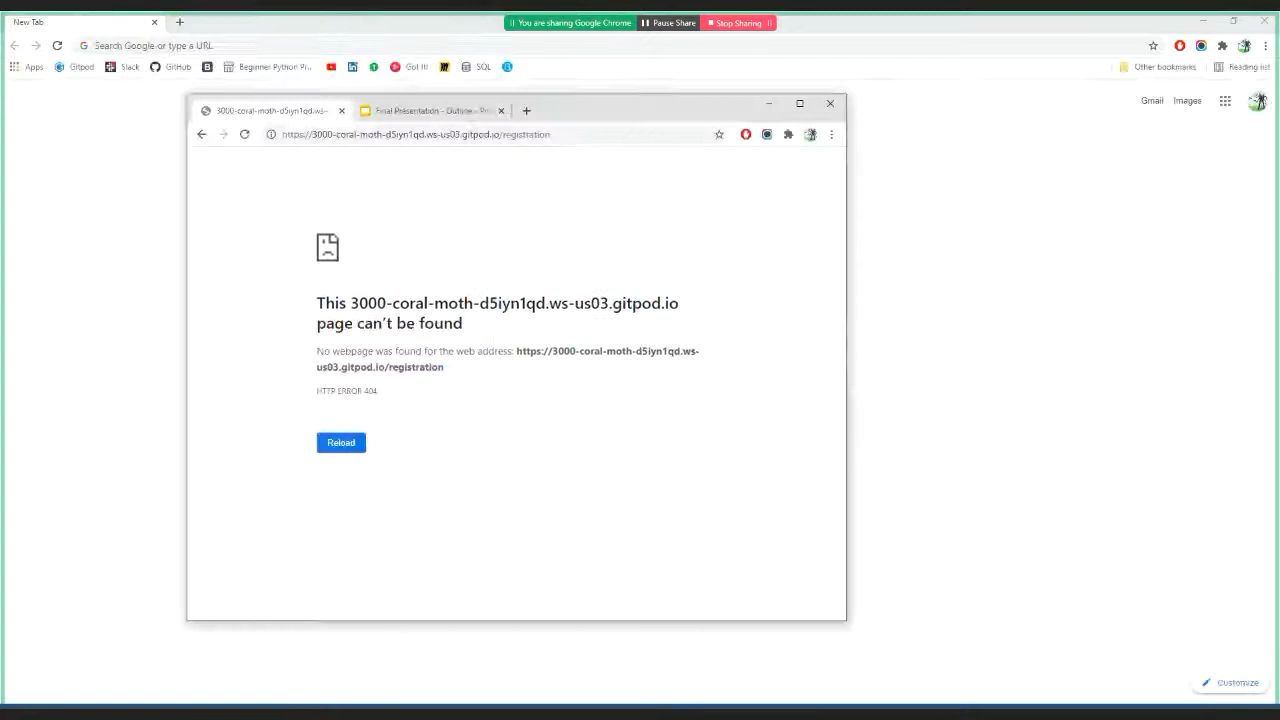 New Tab
You are sharing Google Chrome
Pause Share
Stop Sharing
Search Google or type a URL
Apps
Gitpod
Slack
GitHub
Beginner Python Pr...
Got It!
SQL
Other bookmarks
Reading list
Gmail
Images
3000-coral-moth-d5iyn1qd.ws-
Final Presentation - Outline -
https://3000-coral-moth-d5iyn1qd.ws-us03.gitpod.io/registration
This 3000-coral-moth-d5iyn1qd.ws-us03.gitpod.io
page can't be found
No webpage was found for the web address: https://3000-coral-moth-d5iyn1qd.ws-
us03.gitpod.io/registration
HTTP ERROR 404
Reload
Customize